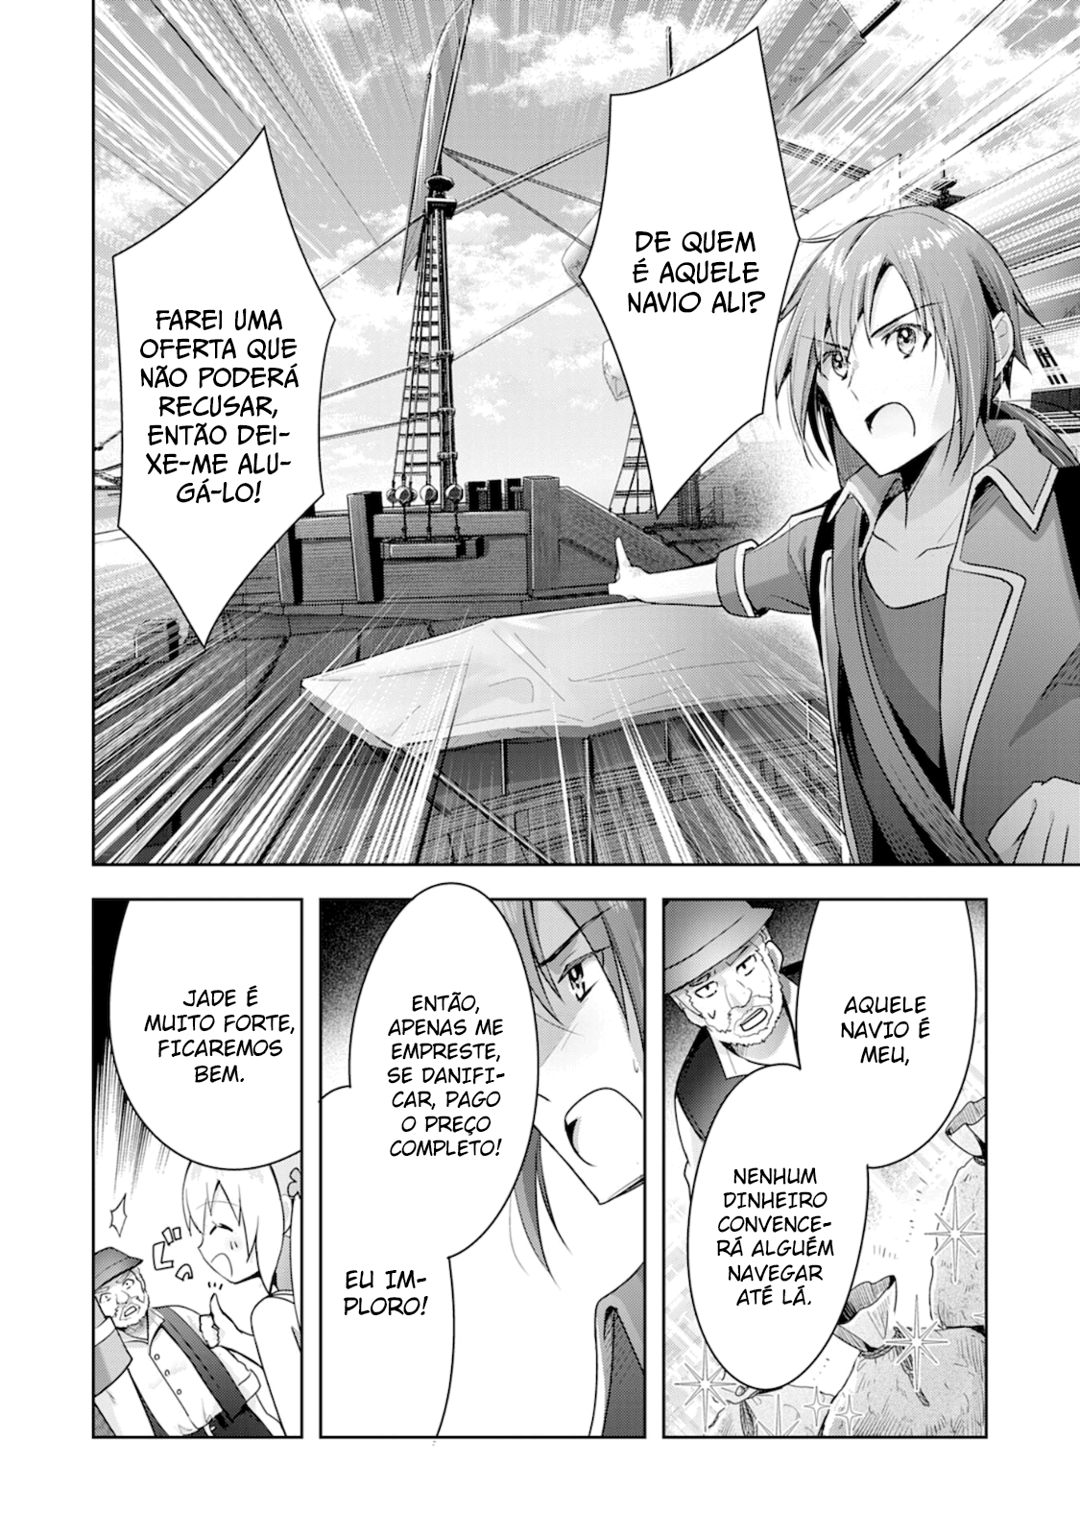 DE QUEM
É AQUELE
NAVIO ALI?
FAREI UMA
OFERTA QUE
NÃO PODERÁ
RECUSAR,
ENTÃO DEI-
XE-ME ALU-
GÁ-LO!
AQUELE
NAVIO É
MEU,
NENHUM
DINHEIRO
CONVENCE-
RÁ ALGUÉM
NAVEGAR
ATÉ LÁ.
ENTÃO,
APENAS ME
EMPRESTE,
SE DANIFI-
CAR, PAGO
O PREÇO
COMPLETO!
EU IM-
PLORO!
JADE É
MUITO FORTE,
FICAREMOS
BEM.